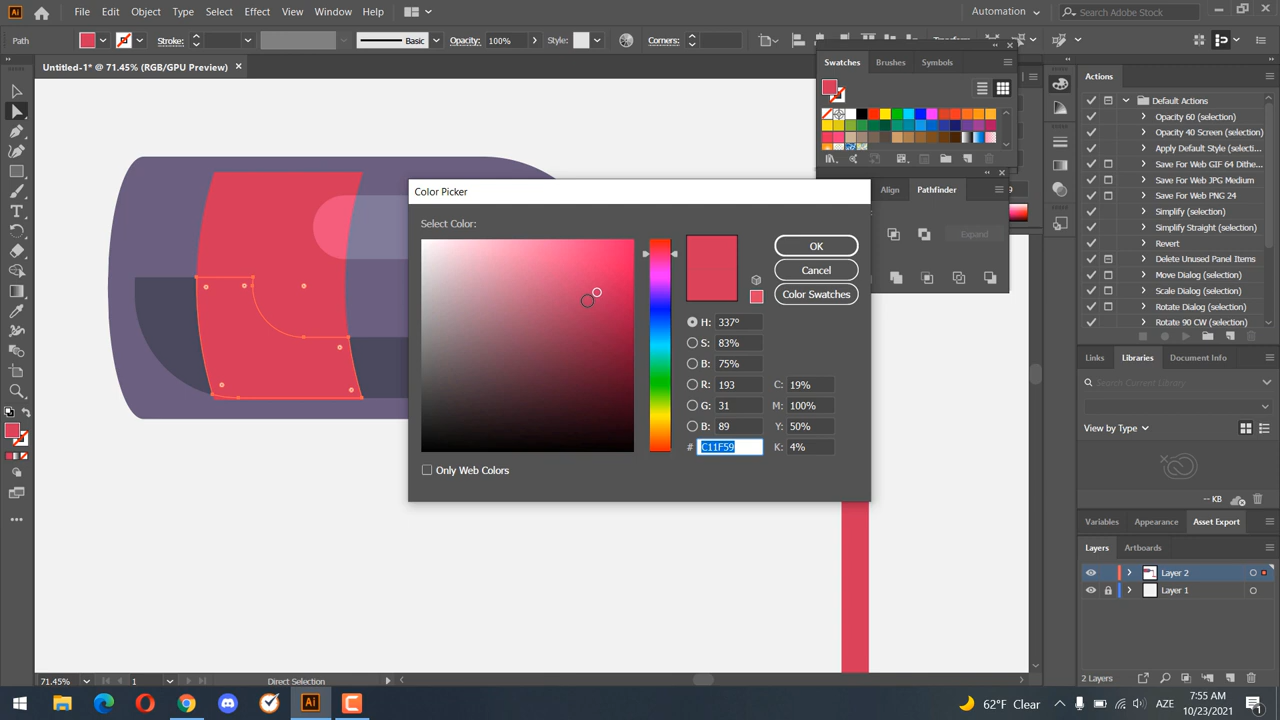 Ai File Edit Object Type Select Effect View Window Help Automation Search Adobe Stock
Path Stroke: Basic Opacity: 100% Style: Corners: Transform
Untitled-1* @ 71.45% (RGB/GPU Preview) ×
Swatches Brushes Symbols
Actions
Default Actions
Opacity 60 (selection)
Opacity 40 Screen (selection)
Apply Default Style (selecti...
Save For Web GIF 64 Dithe...
Save For Web JPG Medium
Save For Web PNG 24
Simplify (selection)
Simplify Straight (selectio...
Revert
Delete Unused Panel Items
Move Dialog (selection)
Scale Dialog (selection)
Rotate Dialog (selection)
Rotate 90 CW (selection)
Align Pathfinder
Expand
Color Picker
Select Color:
OK
Cancel
Color Swatches
H: 337°
S: 83%
B: 75%
R: 193 C: 19%
G: 31 M: 100%
B: 89 Y: 50%
# C11F59 K: 4%
Only Web Colors
Links Libraries Document Info
Search Current Library
View by Type
-- KB
Variables Appearance Asset Export
Layers Artboards
Layer 2
Layer 1
2 Layers
71.45% 1 Direct Selection
Ai 62°F Clear AZE 7:55 AM
10/23/2021